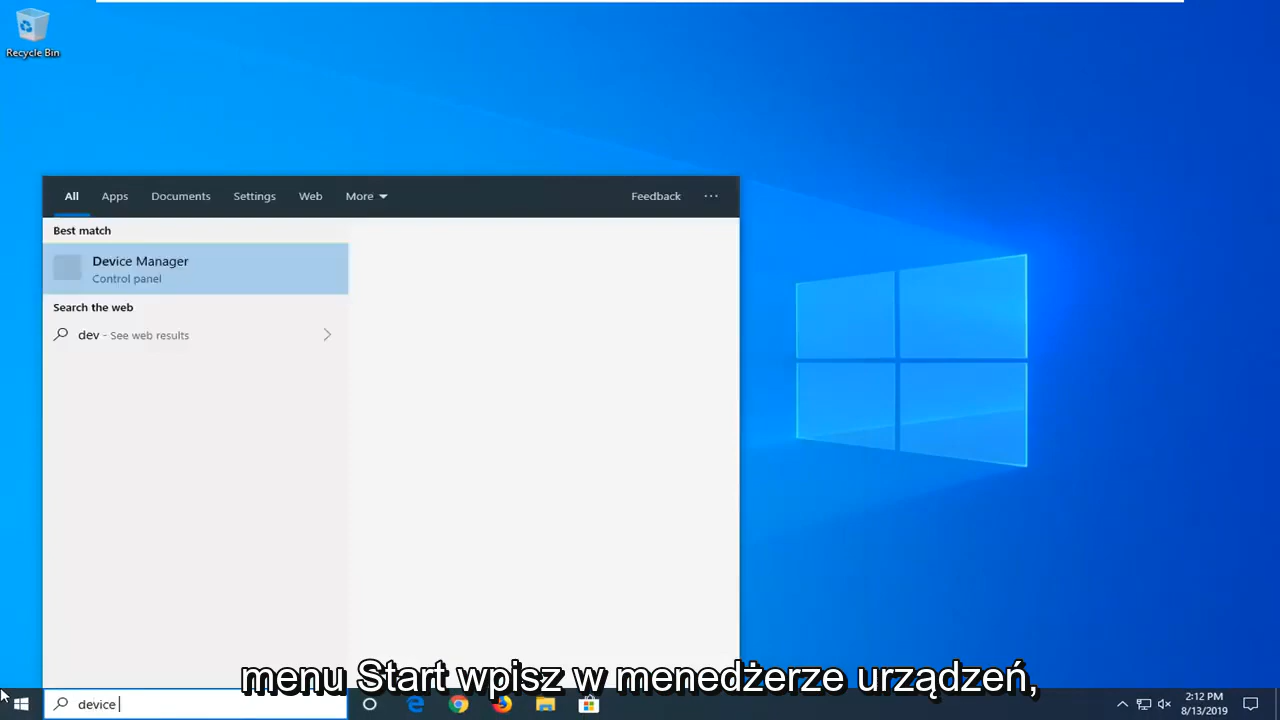 Recycle Bin
All Apps Documents Settings Web More Feedback ...
Best match
Device Manager
Control panel
Search the web
dev - See web results
menu Start wpisz w menedżerze urządzeń,
device
2:12 PM
8/13/2019